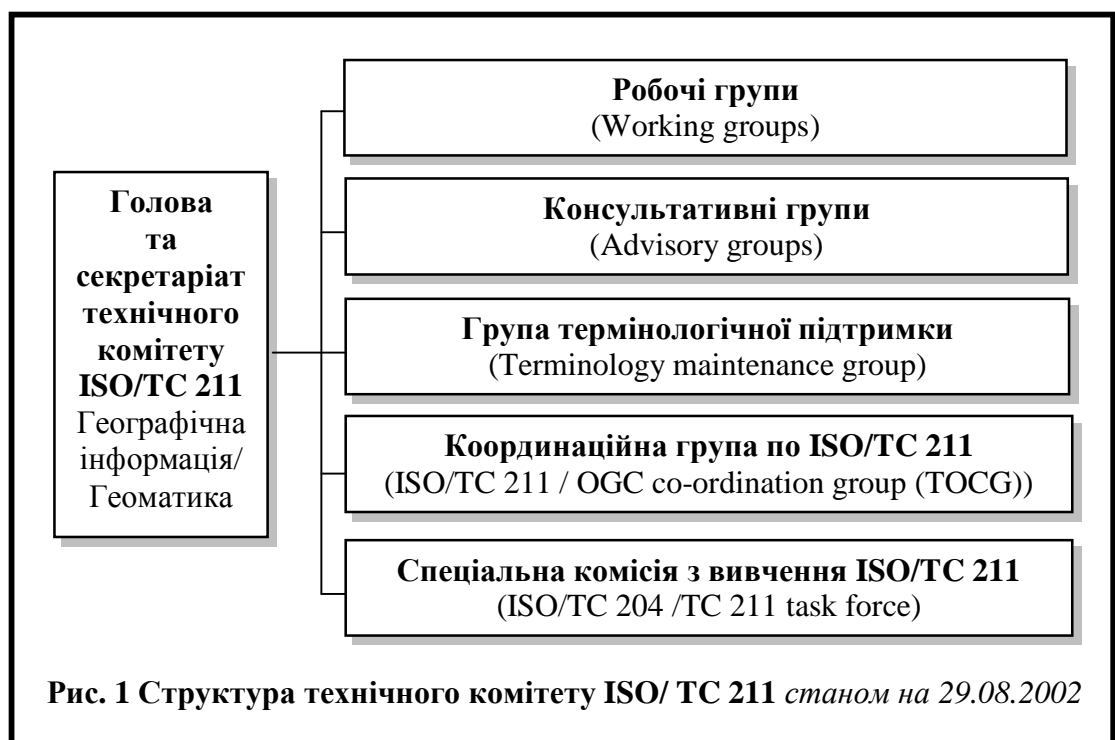 Робочі групи
(Working groups)
Консультативні групи
(Advisory groups)
Голова
та
секретаріат
технічного
комітету
ISO/TC 211
Географічна
інформація/
Геоматика
Група термінологічної підтримки
(Terminology maintenance group)
Координаційна група по ISO/TC 211
(ISO/TC 211 / OGC co-ordination group (TOCG))
Спеціальна комісія з вивчення ISO/TC 211
(ISO/TC 204 /TC 211 task force)
Рис. 1 Структура технічного комітету ISO/ TC 211 станом на 29.08.2002